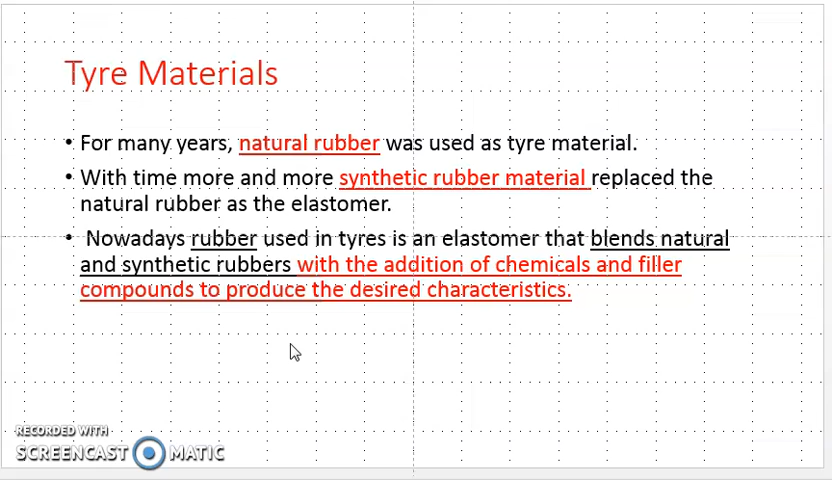 Tyre Materials
• For many years, natural rubber was used as tyre material.
• With time more and more synthetic rubber material replaced the
natural rubber as the elastomer.
• Nowadays rubber used in tyres is an elastomer that blends natural
and synthetic rubbers with the addition of chemicals and filler
compounds to produce the desired characteristics.
RECORDED WITH
SCREENCAST MATIC